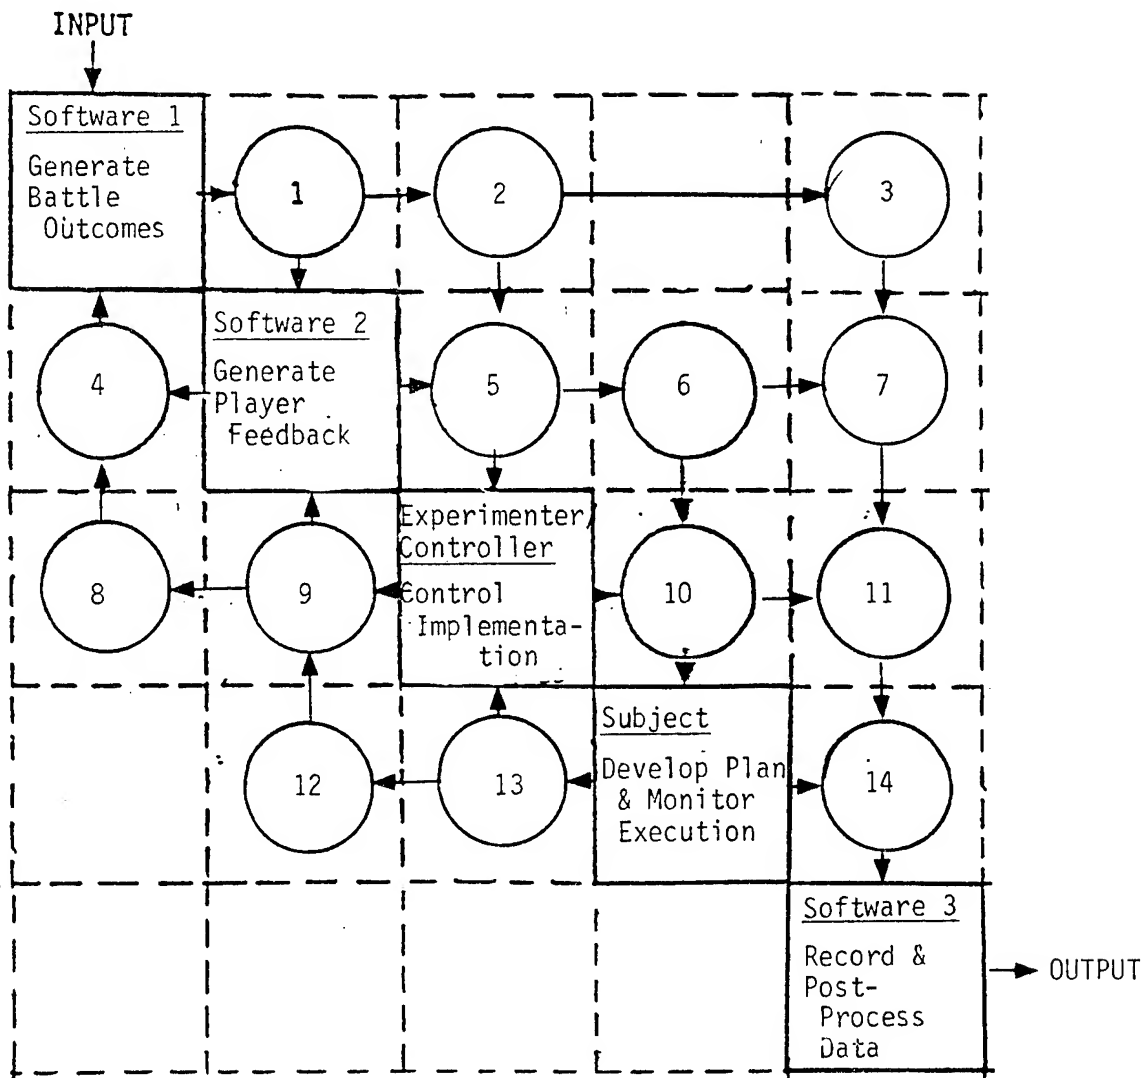 INPUT
Software 1
Generate
Battle
Outcomes
1
2
3
Software 2
Generate
Player
Feedback
4
5
6
7
Experimenter/
Controller
Control
Implementa-
tion
8
9
10
11
Subject
Develop Plan
& Monitor
Execution
12
13
14
Software 3
Record &
Post-
Process
Data
OUTPUT